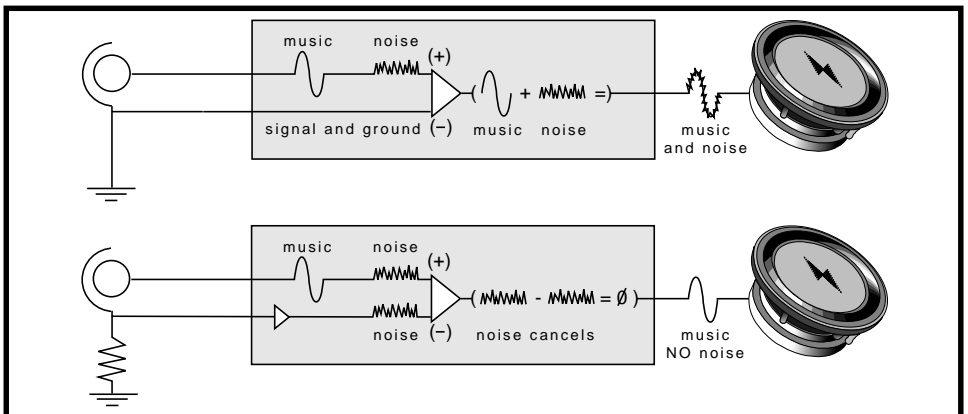 music noise
(+)
( + =)
signal and ground (–) music noise
music
and noise
music noise
(+)
( - = Ø )
noise (–) noise cancels
music
NO noise